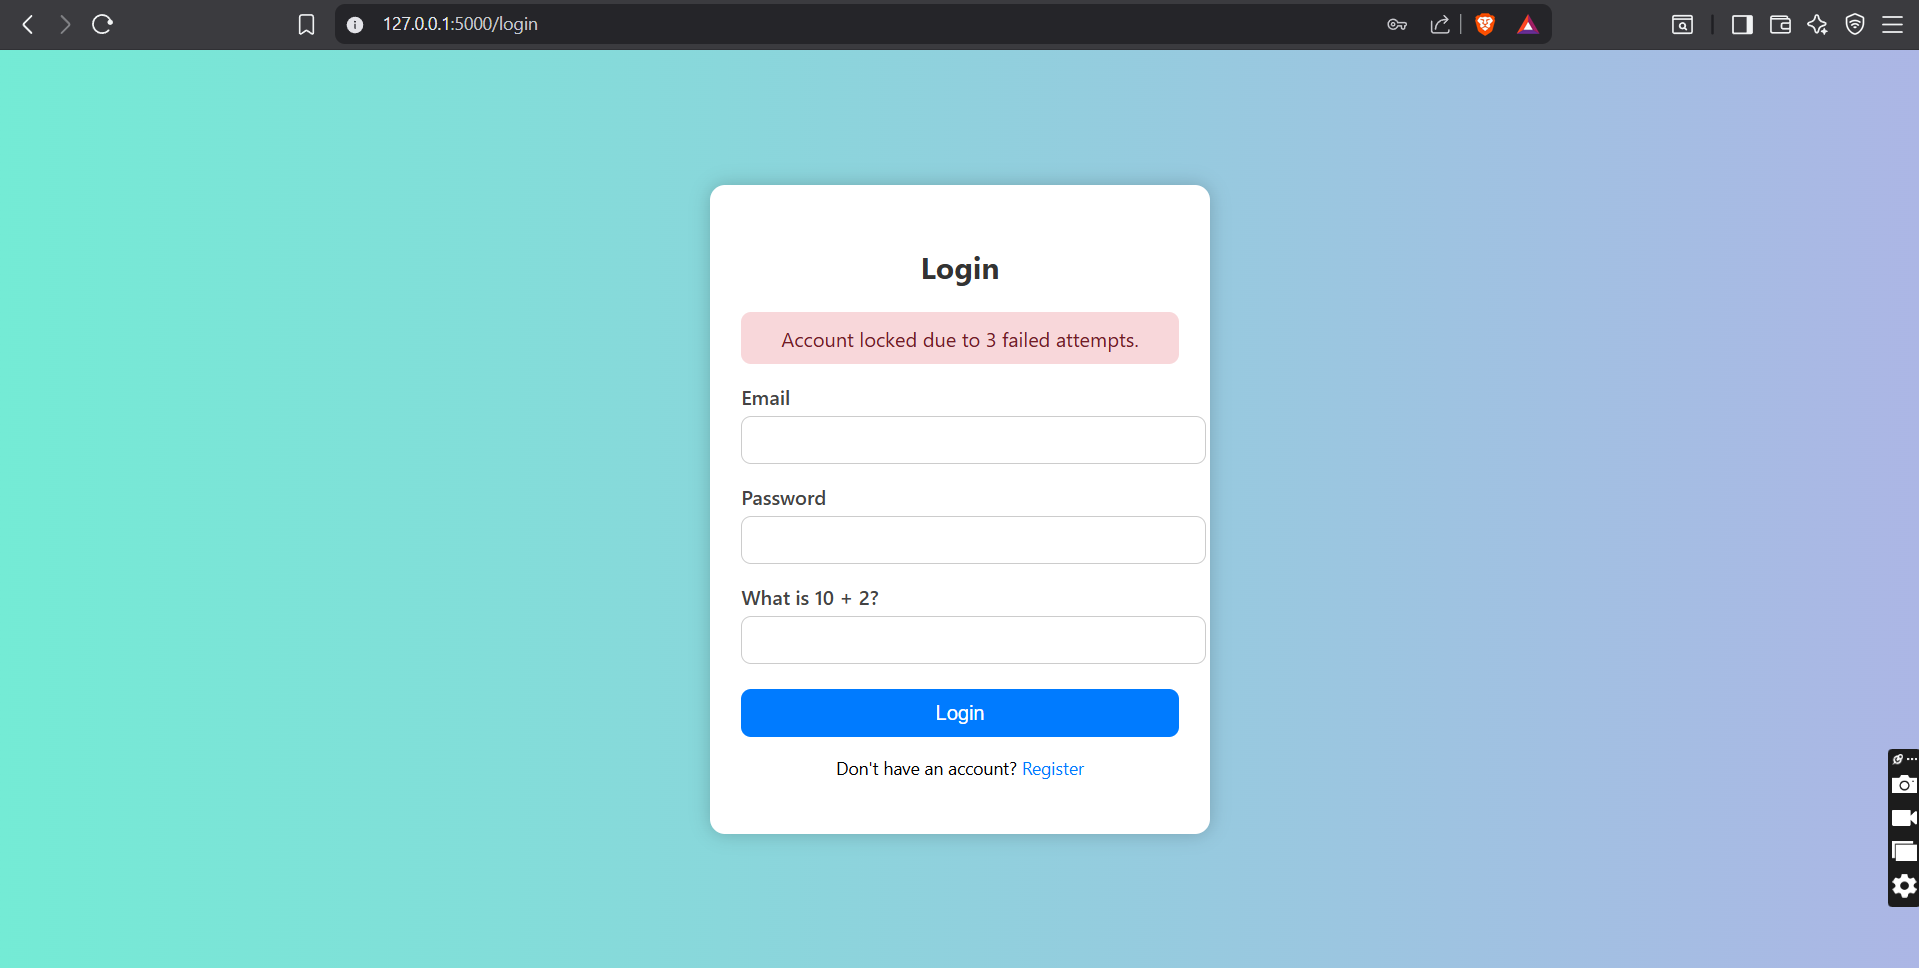 127.0.0.1:5000/login
Login
Account locked due to 3 failed attempts.
Email
Password
What is 10 + 2?
Login
Don't have an account? Register